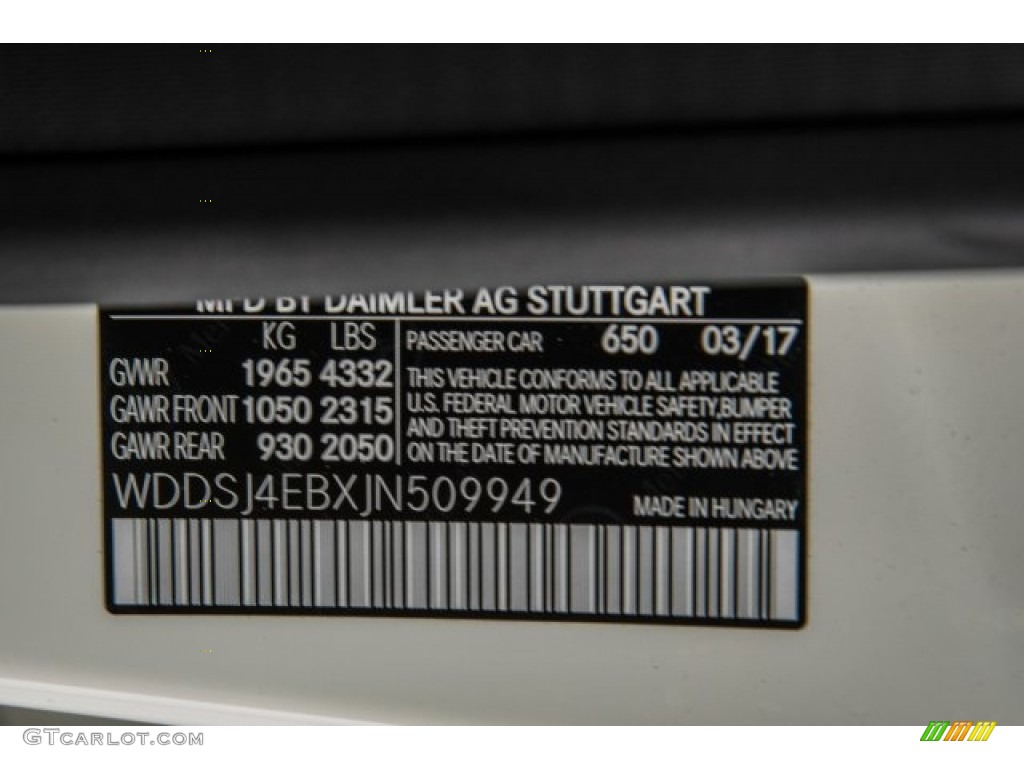 MFD BY DAIMLER AG STUTTGART
KG LBS
GVWR 1965 4332
GAWR FRONT 1050 2315
GAWR REAR 930 2050
PASSENGER CAR 650 03/17
THIS VEHICLE CONFORMS TO ALL APPLICABLE
U.S. FEDERAL MOTOR VEHICLE SAFETY, BUMPER
AND THEFT PREVENTION STANDARDS IN EFFECT
ON THE DATE OF MANUFACTURE SHOWN ABOVE
WDDSJ4EBXJN509949
MADE IN HUNGARY
GTCARLOT.COM